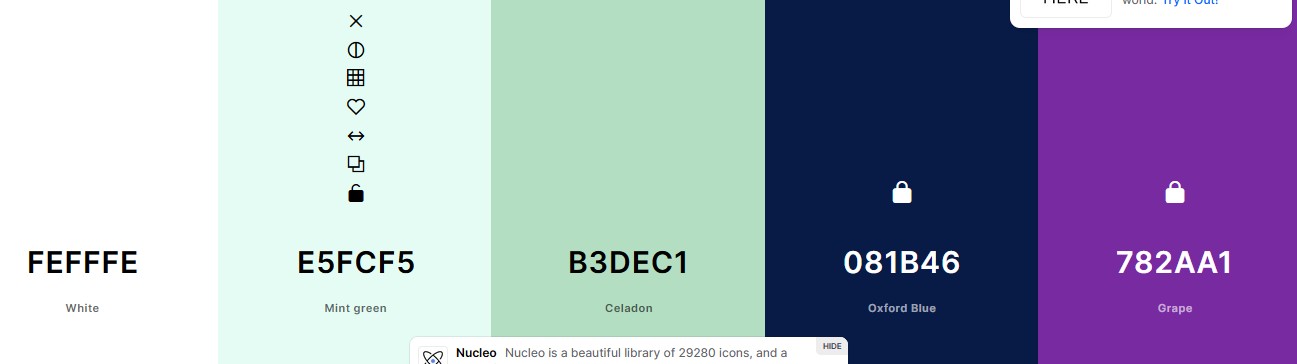 HERE
world. Try It Out!
FEFFFE
E5FCF5
B3DEC1
081B46
782AA1
White
Mint green
Celadon
Oxford Blue
Grape
Nucleo Nucleo is a beautiful library of 29280 icons, and a
HIDE